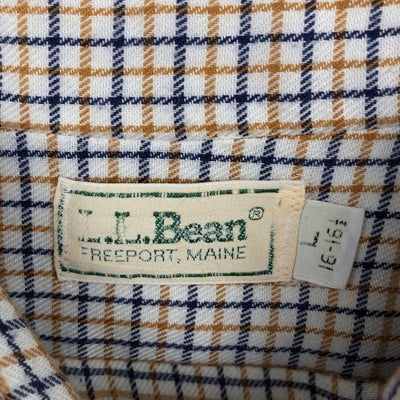 L.L.Bean®
FREEPORT, MAINE
L
16-16½